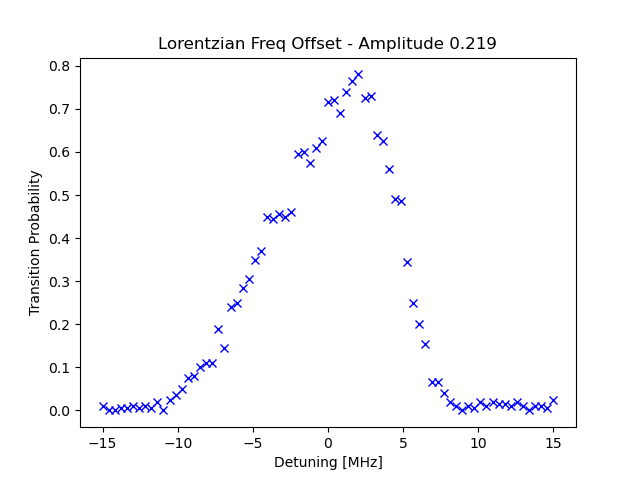 Lorentzian Freq Offset - Amplitude 0.219
0.8
0.7
0.6
0.5
0.4
0.3
0.2
0.1
0.0
Transition Probability
−15 −10 −5 0 5 10 15
Detuning [MHz]